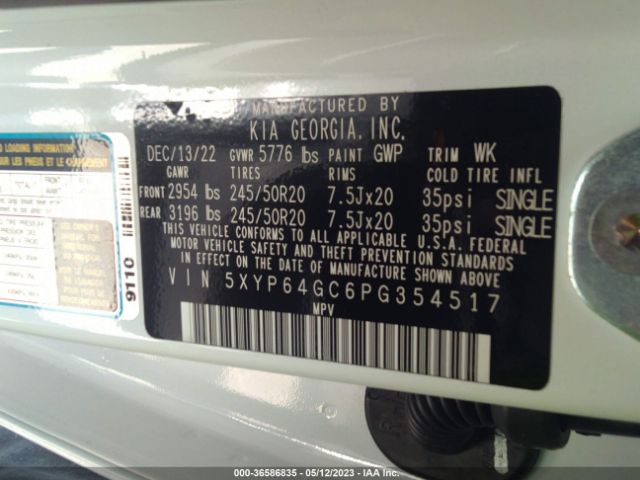 MANUFACTURED BY
KIA GEORGIA, INC.
DEC/13/22 GVWR 5776 lbs PAINT GWP TRIM WK
GAWR TIRES RIMS COLD TIRE INFL
FRONT 2954 lbs 245/50R20 7.5Jx20 35psi SINGLE
REAR 3196 lbs 245/50R20 7.5Jx20 35psi SINGLE
THIS VEHICLE CONFORMS TO ALL APPLICABLE U.S.A. FEDERAL
MOTOR VEHICLE SAFETY AND THEFT PREVENTION STANDARDS
IN EFFECT ON THE DATE OF MANUFACTURE SHOWN ABOVE.
VIN 5XYP64GC6PG354517
MPV
LOADING INFORMATION
9110
000-36586835 - 05/12/2023 - IAA Inc.